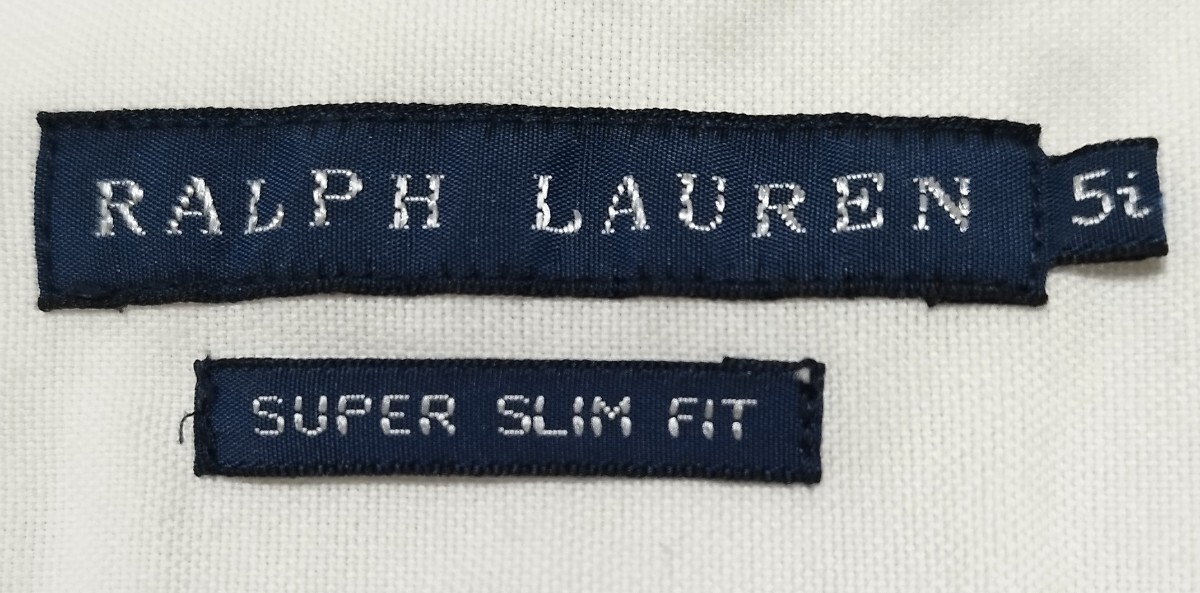 RALPH LAUREN 5i
SUPER SLIM FIT